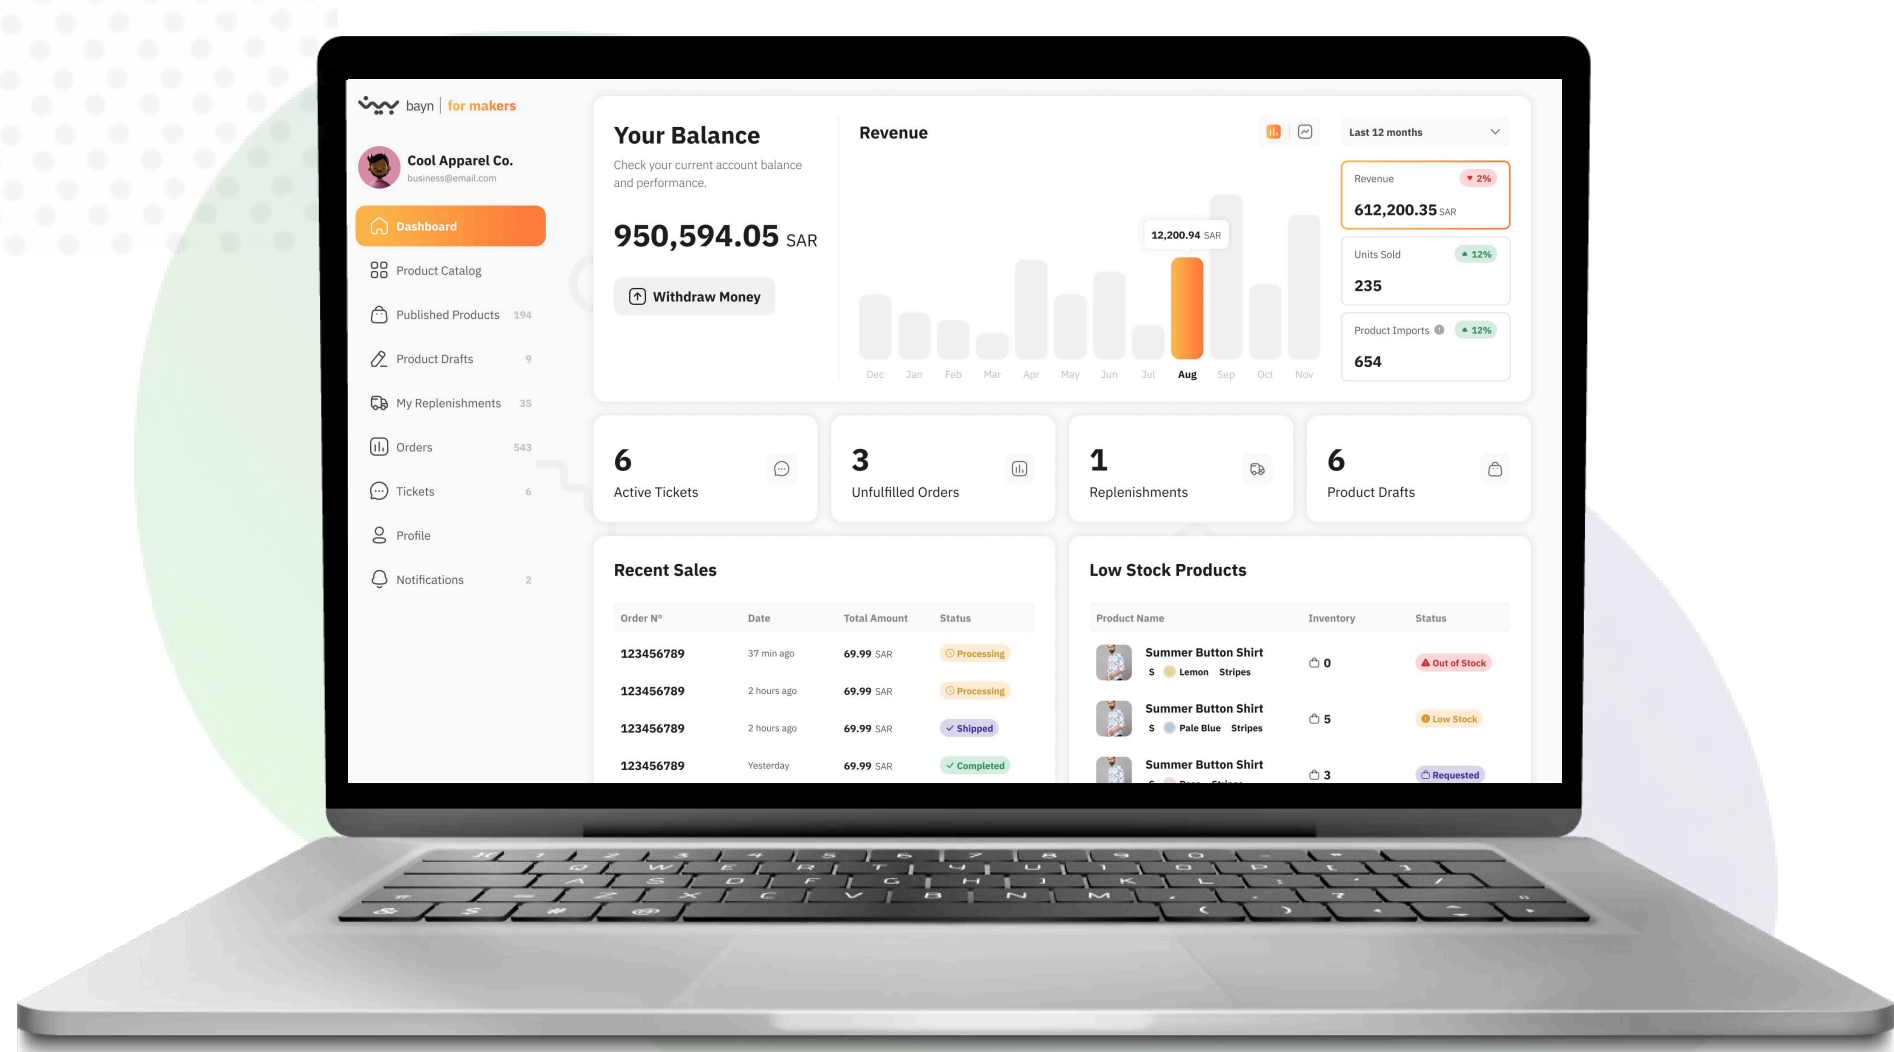 bayn | for makers
Cool Apparel Co.
business@email.com
Dashboard
Product Catalog
Published Products 194
Product Drafts 9
My Replenishments 35
Orders 543
Tickets 6
Profile
Notifications 2
Your Balance
Check your current account balance
and performance.
950,594.05 SAR
Withdraw Money
Revenue
12,200.94 SAR
Dec Jan Feb Mar Apr May Jun Jul Aug Sep Oct Nov
Last 12 months
Revenue 2%
612,200.35 SAR
Units Sold 12%
235
Product Imports 12%
654
6
Active Tickets
3
Unfulfilled Orders
1
Replenishments
6
Product Drafts
Recent Sales
Order Nº Date Total Amount Status
123456789 37 min ago 69.99 SAR Processing
123456789 2 hours ago 69.99 SAR Processing
123456789 2 hours ago 69.99 SAR Shipped
123456789 Yesterday 69.99 SAR Completed
Low Stock Products
Product Name Inventory Status
Summer Button Shirt
S Lemon Stripes
0 Out of Stock
Summer Button Shirt
S Pale Blue Stripes
5 Low Stock
Summer Button Shirt
3 Requested